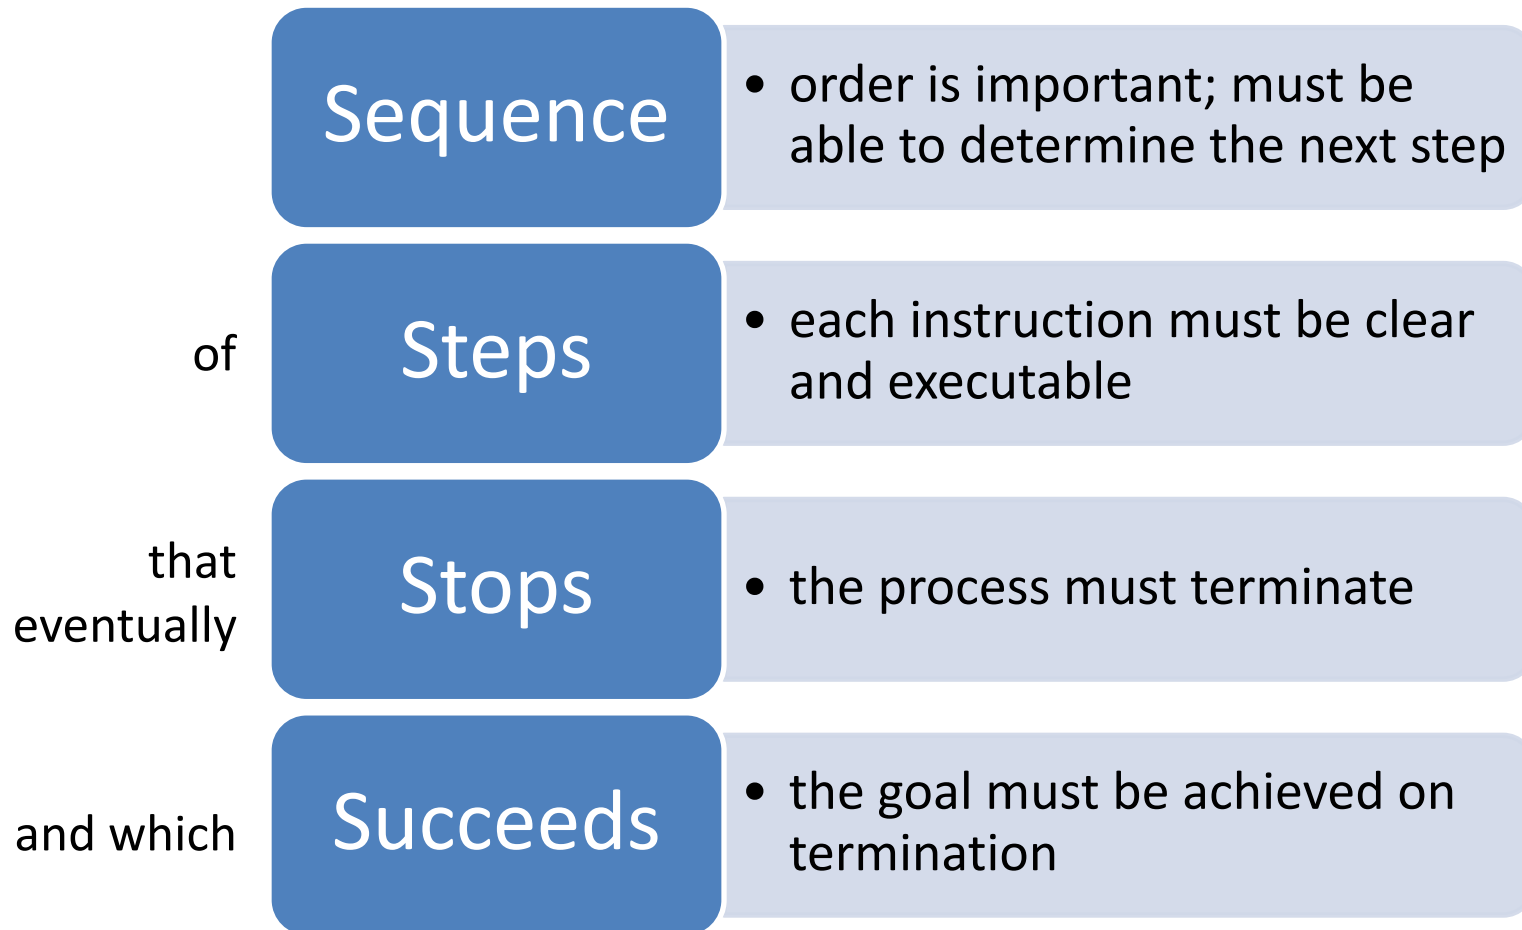 Sequence
• order is important; must be
able to determine the next step
of
Steps
• each instruction must be clear
and executable
that
eventually
Stops
• the process must terminate
and which
Succeeds
• the goal must be achieved on
termination